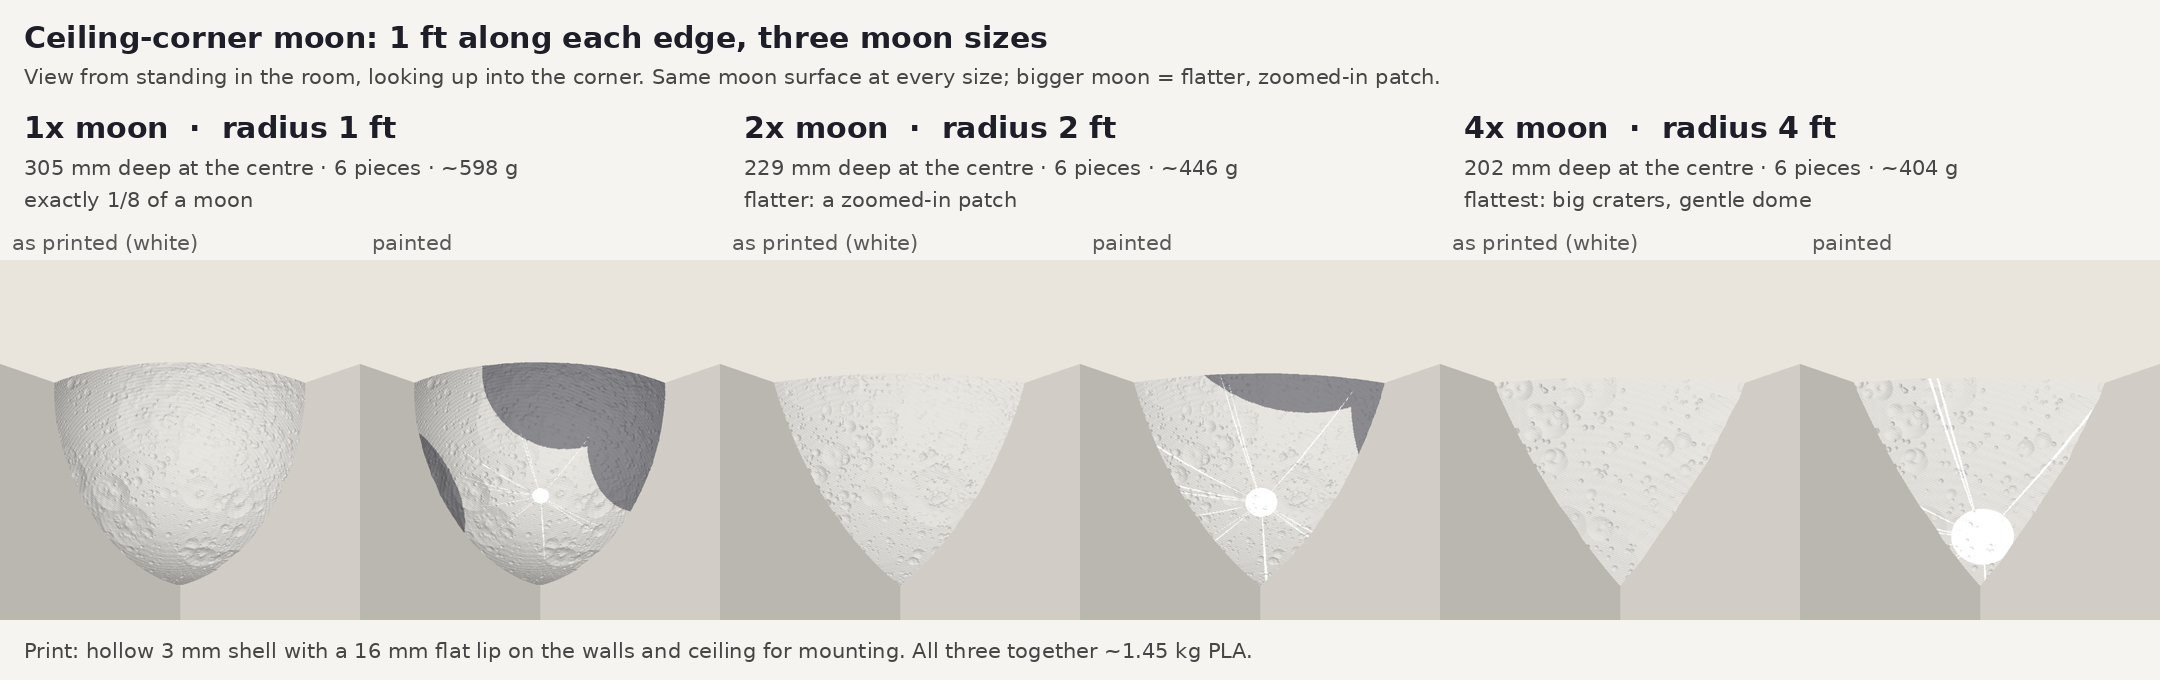 Ceiling-corner moon: 1 ft along each edge, three moon sizes
View from standing in the room, looking up into the corner. Same moon surface at every size; bigger moon = flatter, zoomed-in patch.
1x moon · radius 1 ft
305 mm deep at the centre · 6 pieces · ~598 g
exactly 1/8 of a moon
as printed (white)
painted
2x moon · radius 2 ft
229 mm deep at the centre · 6 pieces · ~446 g
flatter: a zoomed-in patch
as printed (white)
painted
4x moon · radius 4 ft
202 mm deep at the centre · 6 pieces · ~404 g
flattest: big craters, gentle dome
as printed (white)
painted
Print: hollow 3 mm shell with a 16 mm flat lip on the walls and ceiling for mounting. All three together ~1.45 kg PLA.